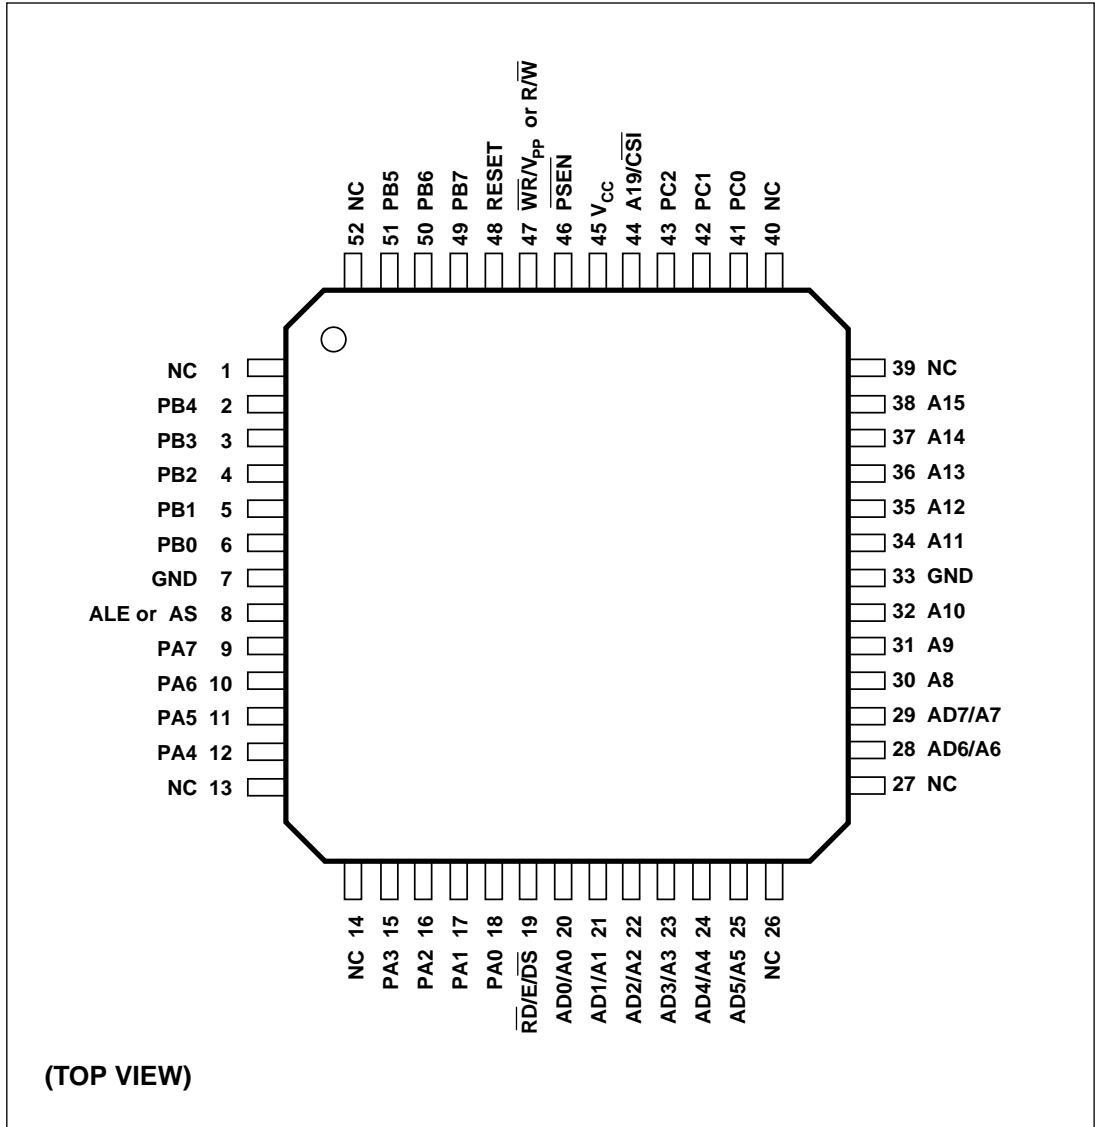 52 NC
51 PB5
50 PB6
49 PB7
48 RESET
47 W̅R̅/VPP or R/W̅
46 P̅S̅E̅N̅
45 VCC
44 A19/C̅S̅I̅
43 PC2
42 PC1
41 PC0
40 NC
NC 1
PB4 2
PB3 3
PB2 4
PB1 5
PB0 6
GND 7
ALE or AS 8
PA7 9
PA6 10
PA5 11
PA4 12
NC 13
39 NC
38 A15
37 A14
36 A13
35 A12
34 A11
33 GND
32 A10
31 A9
30 A8
29 AD7/A7
28 AD6/A6
27 NC
NC 14
PA3 15
PA2 16
PA1 17
PA0 18
R̅D̅/E/D̅S̅ 19
AD0/A0 20
AD1/A1 21
AD2/A2 22
AD3/A3 23
AD4/A4 24
AD5/A5 25
NC 26
(TOP VIEW)